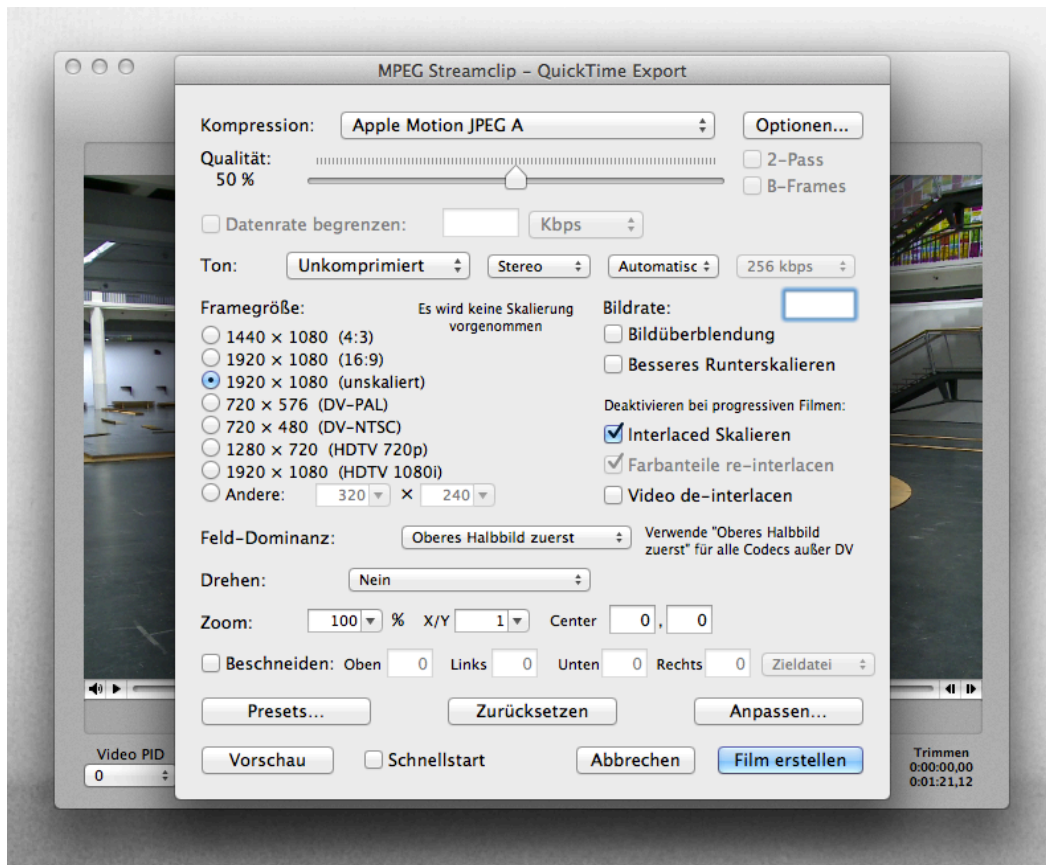 MPEG Streamclip – QuickTime Export
Kompression: Apple Motion JPEG A Optionen...
Qualität: 2-Pass
50 % B-Frames
Datenrate begrenzen: Kbps
Ton: Unkomprimiert Stereo Automatisc 256 kbps
Framegröße: Es wird keine Skalierung Bildrate:
vorgenommen
1440 × 1080 (4:3) Bildüberblendung
1920 × 1080 (16:9) Besseres Runterskalieren
1920 × 1080 (unskaliert)
720 × 576 (DV-PAL) Deaktivieren bei progressiven Filmen:
720 × 480 (DV-NTSC) Interlaced Skalieren
1280 × 720 (HDTV 720p) Farbanteile re-interlacen
1920 × 1080 (HDTV 1080i)
Andere: 320 × 240 Video de-interlacen
Feld-Dominanz: Oberes Halbbild zuerst Verwende "Oberes Halbbild
zuerst" für alle Codecs außer DV
Drehen: Nein
Zoom: 100 % X/Y 1 Center 0 , 0
Beschneiden: Oben 0 Links 0 Unten 0 Rechts 0 Zieldatei
Presets... Zurücksetzen Anpassen...
Video PID Vorschau Schnellstart Abbrechen Film erstellen Trimmen
0 0:00:00,00
0:01:21,12